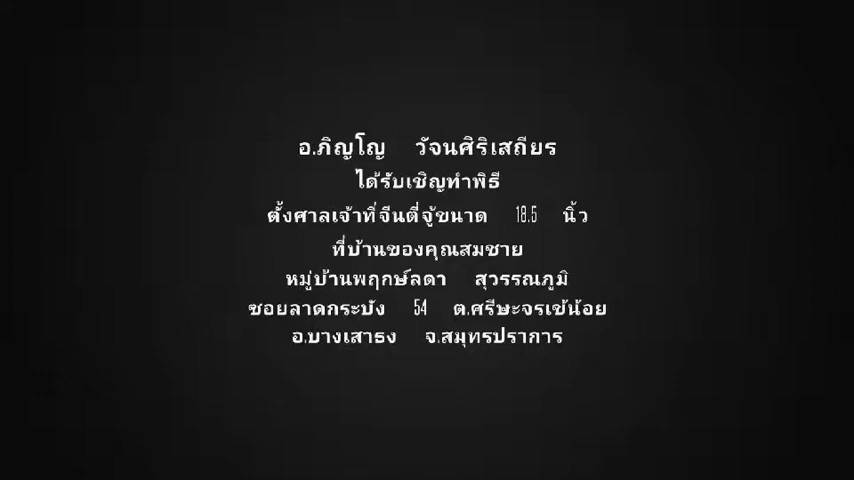 อ.ภิญโญ วัจนศิริเสถียร
ได้รับเชิญทำพิธี
ตั้งศาลเจ้าที่จีนตี่จู้ขนาด 18.5 นิ้ว
ที่บ้านของคุณสมชาย
หมู่บ้านพฤกษ์ลดา สุวรรณภูมิ
ซอยลาดกระบัง 54 ต.ศรีษะจรเข้น้อย
อ.บางเสาธง จ.สมุทรปราการ